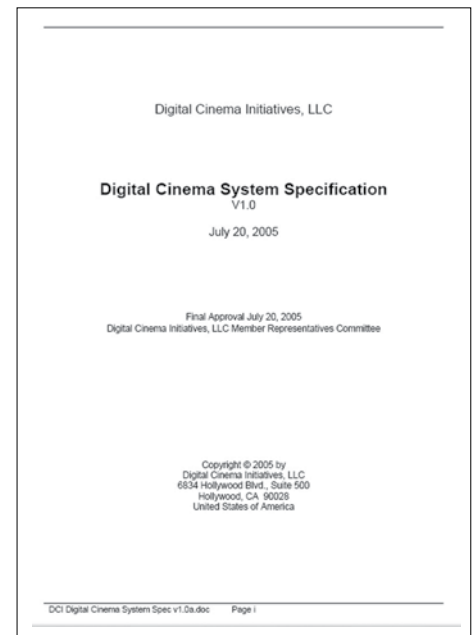 Digital Cinema Initiatives, LLC
Digital Cinema System Specification
V1.0
July 20, 2005
Final Approval July 20, 2005
Digital Cinema Initiatives, LLC Member Representatives Committee
Copyright © 2005 by
Digital Cinema Initiatives, LLC
6834 Hollywood Blvd., Suite 500
Hollywood, CA 90028
United States of America
DCI Digital Cinema System Spec v1.0a.doc Page i